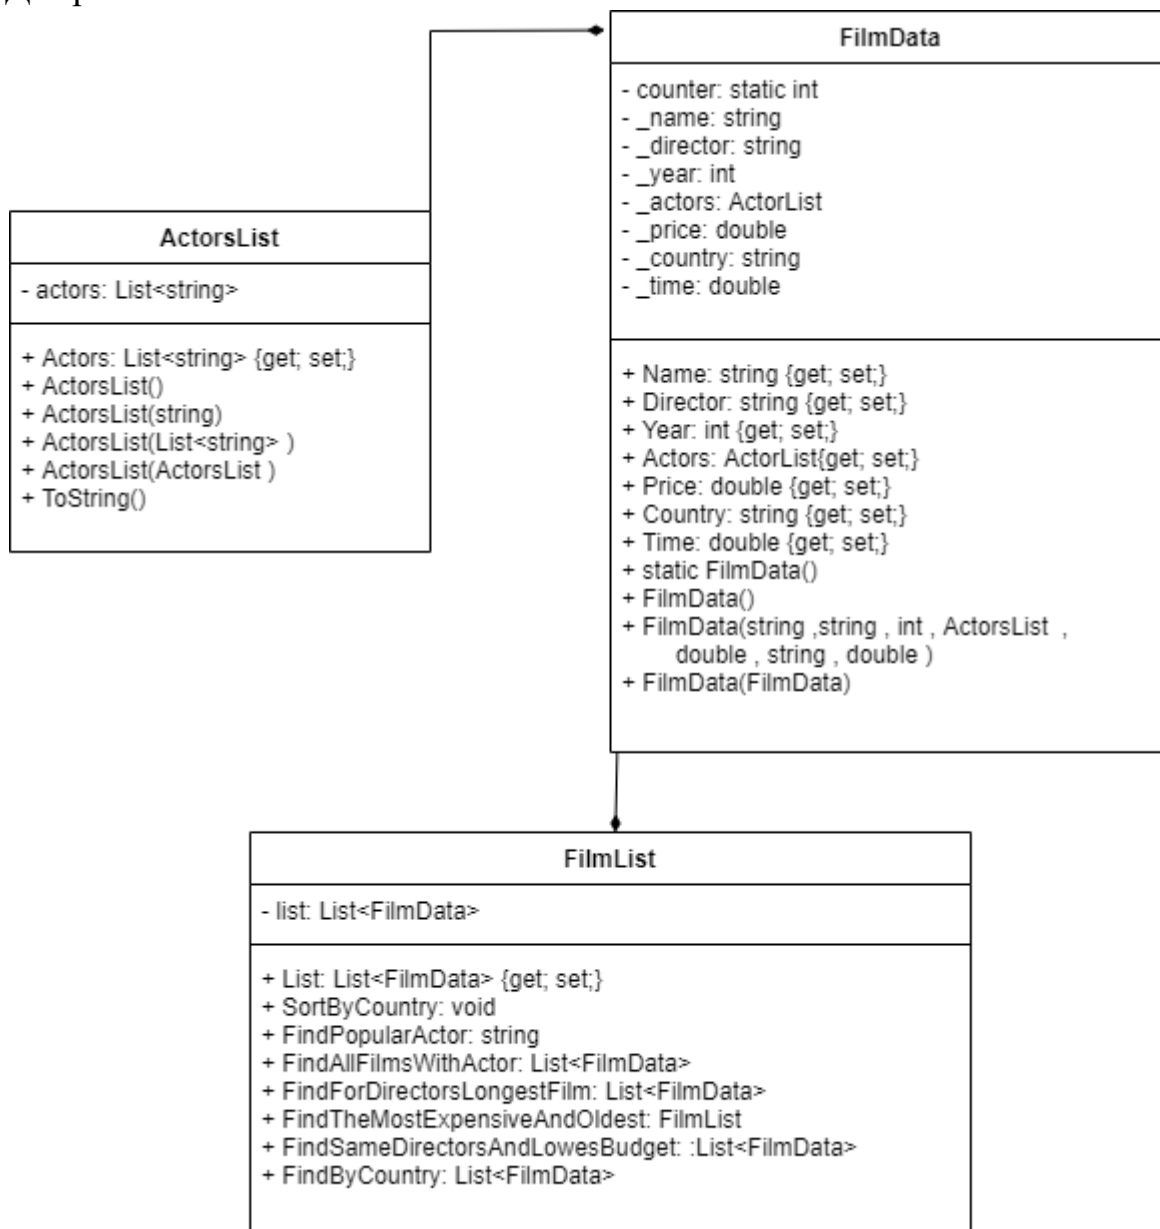 FilmData
- counter: static int
- _name: string
- _director: string
- _year: int
- _actors: ActorList
- _price: double
- _country: string
- _time: double
+ Name: string {get; set;}
+ Director: string {get; set;}
+ Year: int {get; set;}
+ Actors: ActorList{get; set;}
+ Price: double {get; set;}
+ Country: string {get; set;}
+ Time: double {get; set;}
+ static FilmData()
+ FilmData()
+ FilmData(string ,string , int , ActorsList ,
double , string , double )
+ FilmData(FilmData)
ActorsList
- actors: List<string>
+ Actors: List<string> {get; set;}
+ ActorsList()
+ ActorsList(string)
+ ActorsList(List<string> )
+ ActorsList(ActorsList )
+ ToString()
FilmList
- list: List<FilmData>
+ List: List<FilmData> {get; set;}
+ SortByCountry: void
+ FindPopularActor: string
+ FindAllFilmsWithActor: List<FilmData>
+ FindForDirectorsLongestFilm: List<FilmData>
+ FindTheMostExpensiveAndOldest: FilmList
+ FindSameDirectorsAndLowesBudget: :List<FilmData>
+ FindByCountry: List<FilmData>